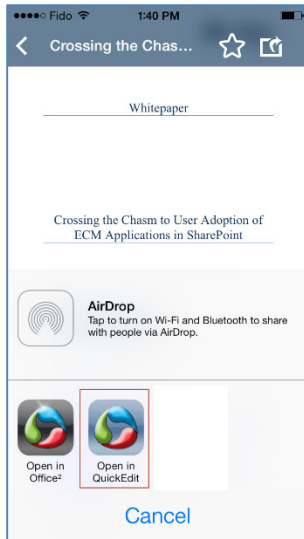 Fido 1:40 PM
Crossing the Chas...
Whitepaper
Crossing the Chasm to User Adoption of
ECM Applications in SharePoint
AirDrop
Tap to turn on Wi-Fi and Bluetooth to share
with people via AirDrop.
Open in
Office²
Open in
QuickEdit
Cancel